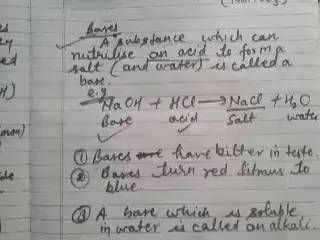 Bases
A substance which can
nutrilise an acid to form a
salt (and water) is called a
base.
e.g
NaOH + HCl → NaCl + H₂O
Base acid Salt water
① Bases have bitter in taste.
② Bases turn red litmus to
blue.
③ A base which is soluble
in water is called an alkali.